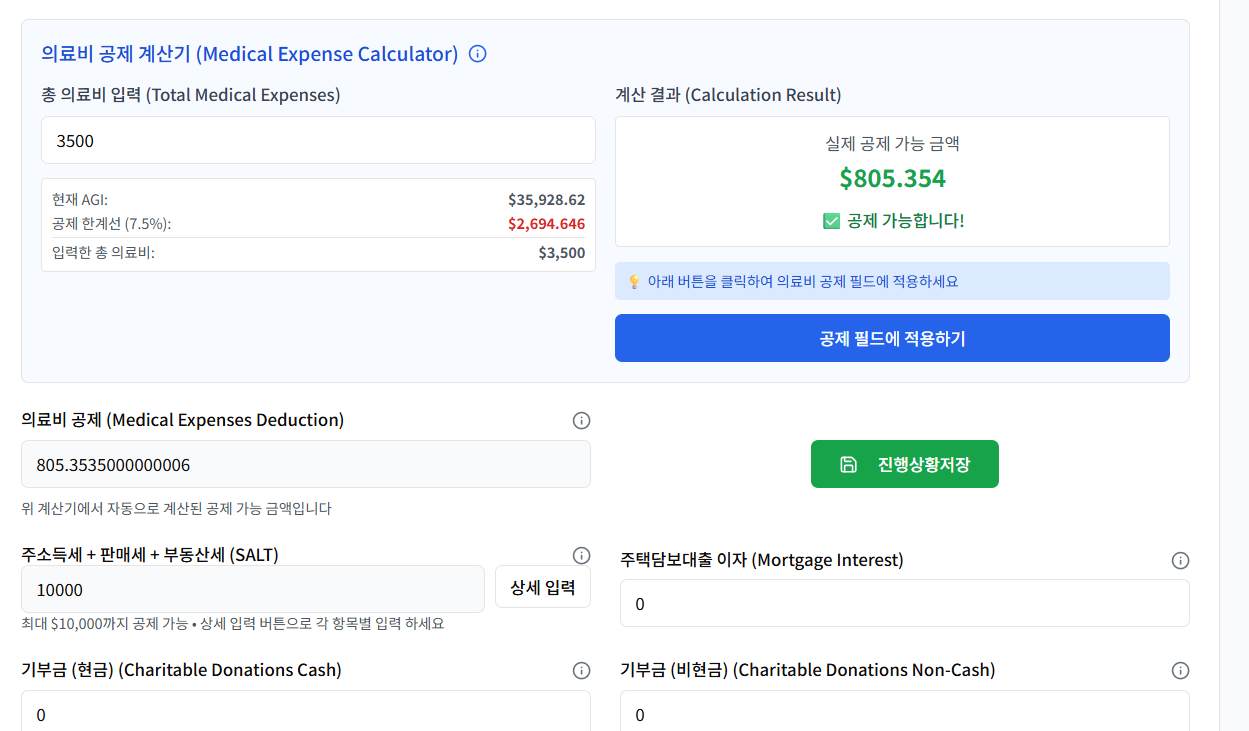 의료비 공제 계산기 (Medical Expense Calculator)
총 의료비 입력 (Total Medical Expenses)
3500
현재 AGI: $35,928.62
공제 한계선 (7.5%): $2,694.646
입력한 총 의료비: $3,500
계산 결과 (Calculation Result)
실제 공제 가능 금액
$805.354
✅ 공제 가능합니다!
💡 아래 버튼을 클릭하여 의료비 공제 필드에 적용하세요
공제 필드에 적용하기
의료비 공제 (Medical Expenses Deduction)
805.3535000000006
위 계산기에서 자동으로 계산된 공제 가능 금액입니다
진행상황저장
주소득세 + 판매세 + 부동산세 (SALT)
10000
상세 입력
최대 $10,000까지 공제 가능 • 상세 입력 버튼으로 각 항목별 입력 하세요
주택담보대출 이자 (Mortgage Interest)
0
기부금 (현금) (Charitable Donations Cash)
0
기부금 (비현금) (Charitable Donations Non-Cash)
0